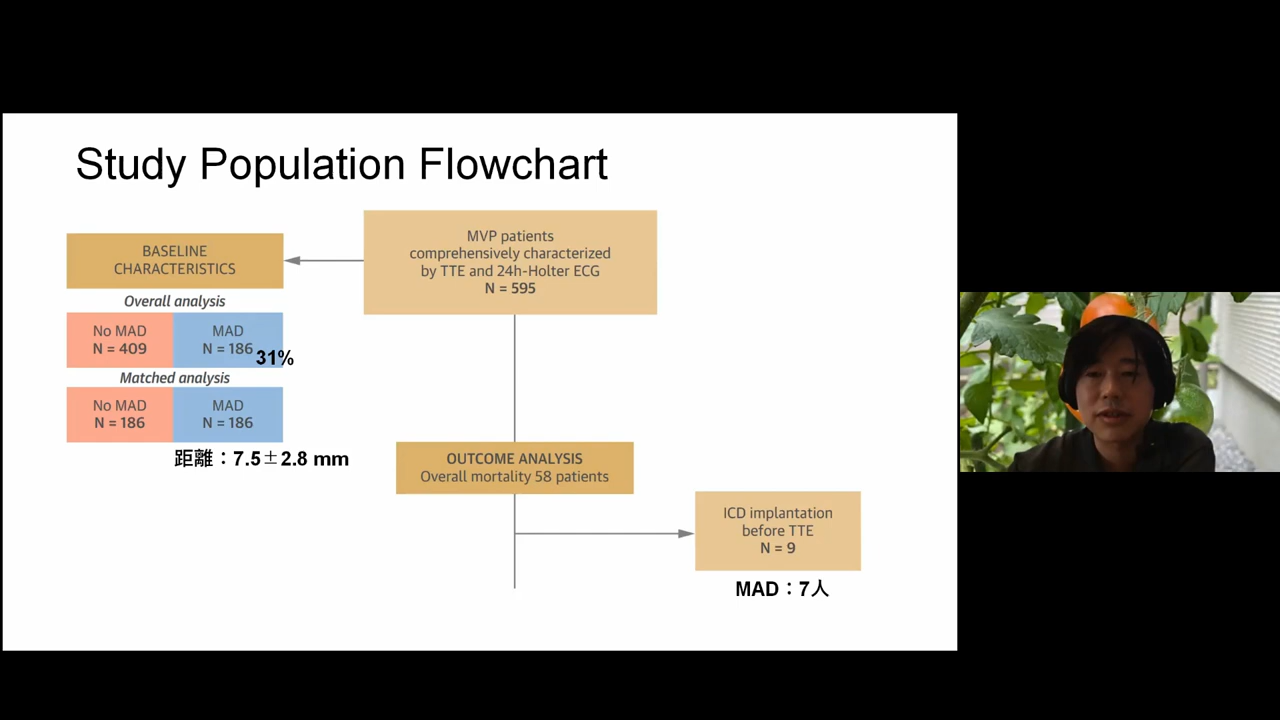 Study Population Flowchart
MVP patients
comprehensively characterized
by TTE and 24h-Holter ECG
N = 595
BASELINE
CHARACTERISTICS
Overall analysis
No MAD
N = 409
MAD
N = 186
31%
Matched analysis
No MAD
N = 186
MAD
N = 186
距離：7.5±2.8 mm
OUTCOME ANALYSIS
Overall mortality 58 patients
ICD implantation
before TTE
N = 9
MAD：7人